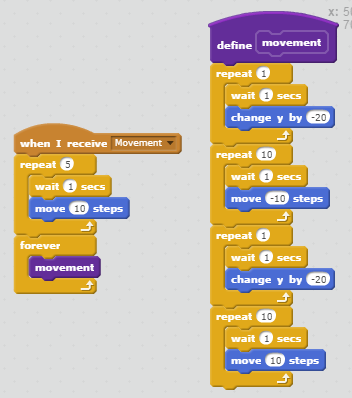 when I receive Movement
repeat 5
wait 1 secs
move 10 steps
forever
movement
define movement
repeat 1
wait 1 secs
change y by -20
repeat 10
wait 1 secs
move -10 steps
repeat 1
wait 1 secs
change y by -20
repeat 10
wait 1 secs
move 10 steps
x: 5